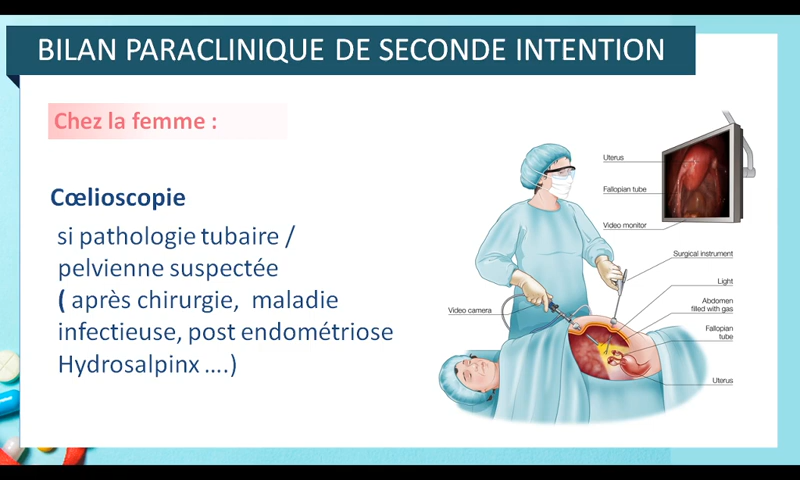 BILAN PARACLINIQUE DE SECONDE INTENTION
Chez la femme :
Cœlioscopie
si pathologie tubaire /
pelvienne suspectée
( après chirurgie, maladie
infectieuse, post endométriose
Hydrosalpinx ....)
Uterus
Fallopian tube
Video monitor
Surgical instrument
Light
Video camera
Abdomen
filled with gas
Fallopian
tube
Uterus